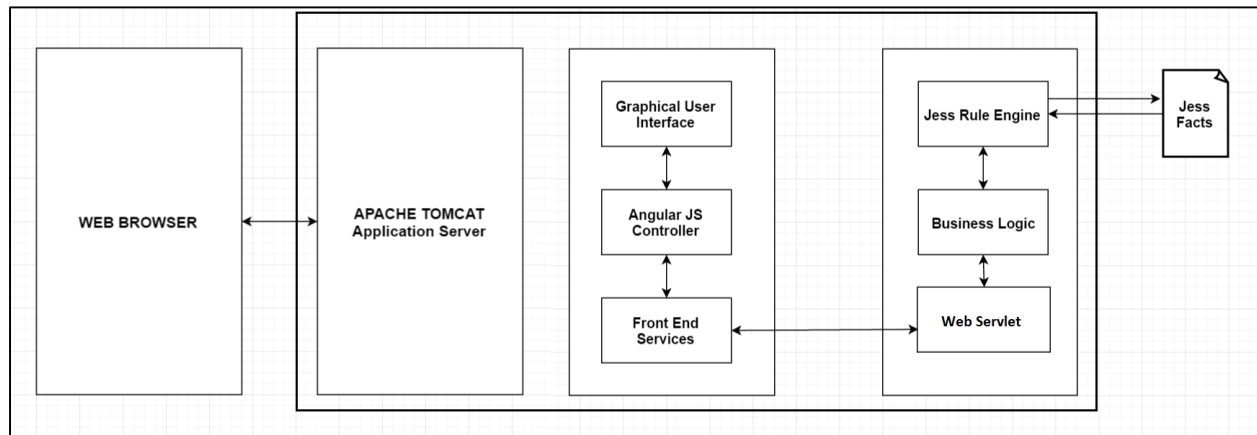 WEB BROWSER
APACHE TOMCAT
Application Server
Graphical User
Interface
Angular JS
Controller
Front End
Services
Jess Rule Engine
Business Logic
Web Servlet
Jess
Facts